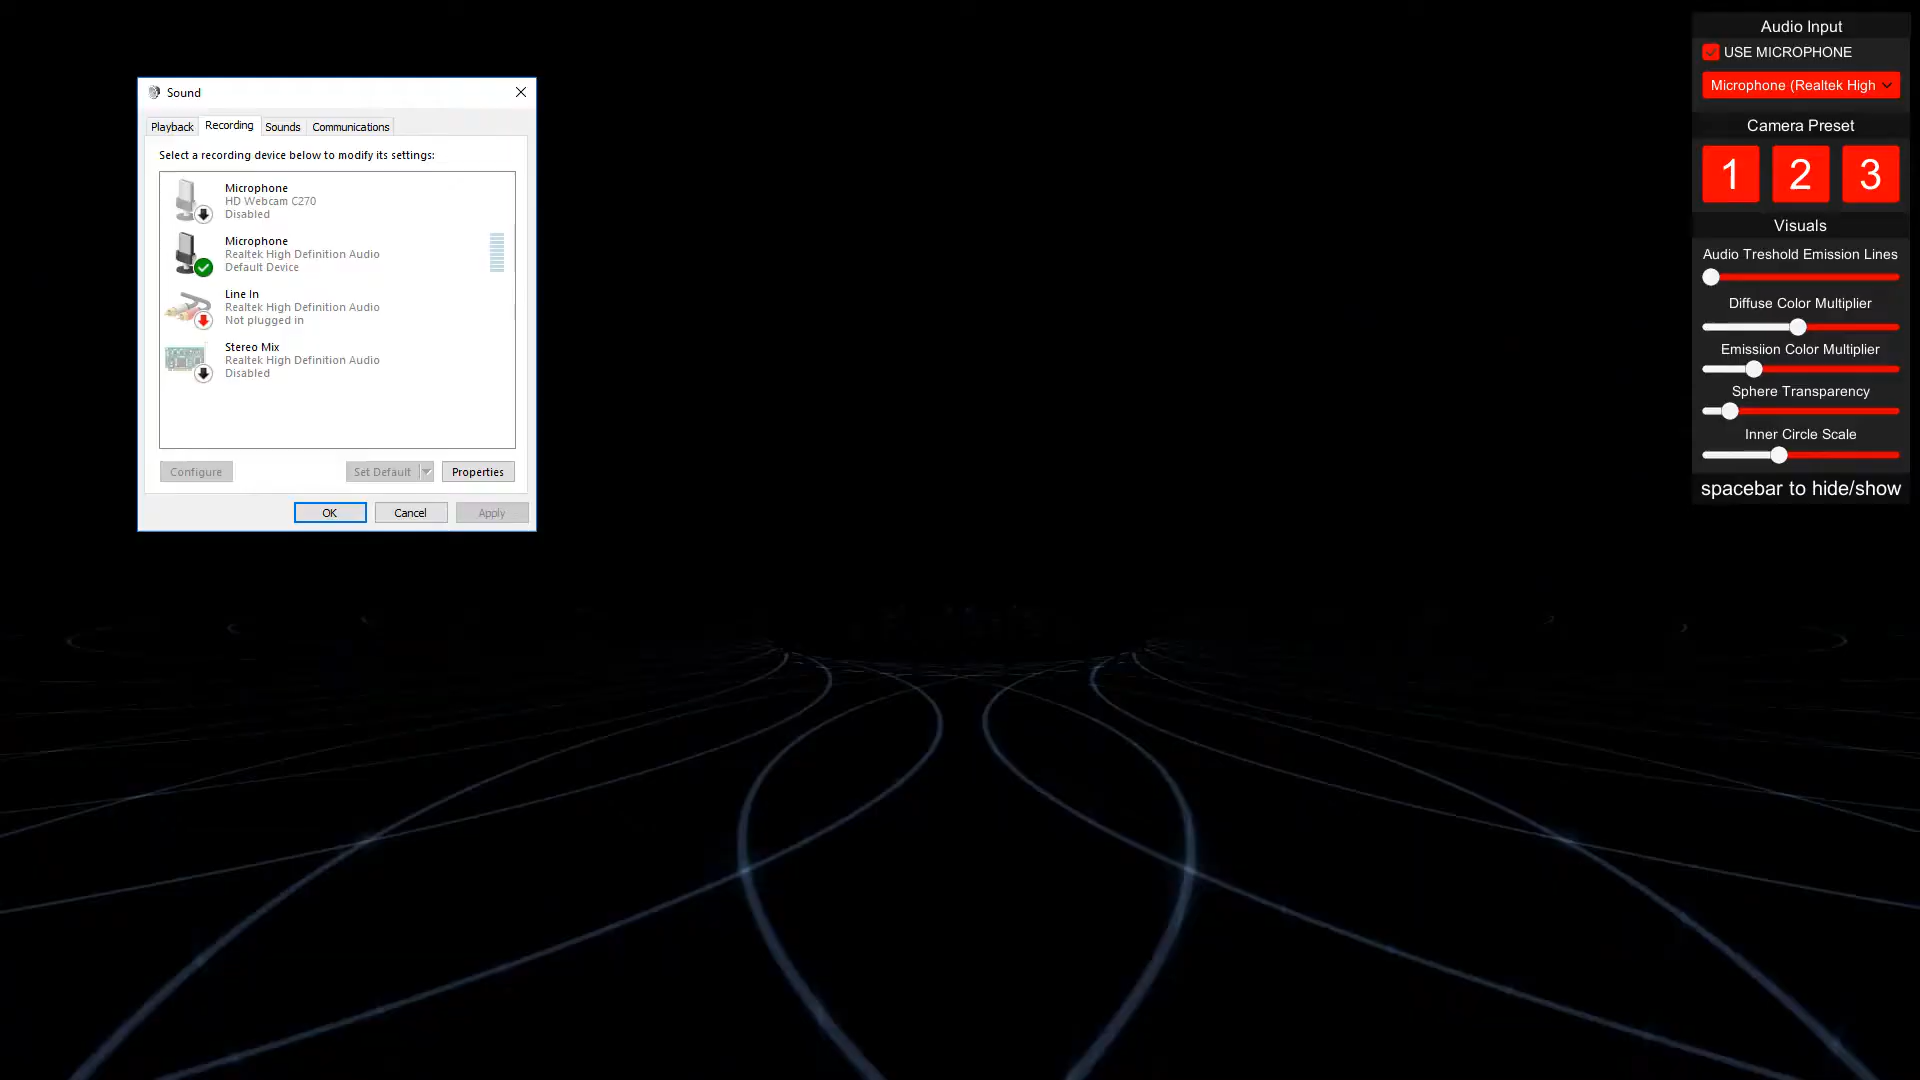 Sound
Playback
Recording
Sounds
Communications
Select a recording device below to modify its settings:
Microphone
HD Webcam C270
Disabled
Microphone
Realtek High Definition Audio
Default Device
Line In
Realtek High Definition Audio
Not plugged in
Stereo Mix
Realtek High Definition Audio
Disabled
Configure
Set Default
Properties
OK
Cancel
Apply
Audio Input
USE MICROPHONE
Microphone (Realtek High
Camera Preset
1
2
3
Visuals
Audio Treshold Emission Lines
Diffuse Color Multiplier
Emissiion Color Multiplier
Sphere Transparency
Inner Circle Scale
spacebar to hide/show